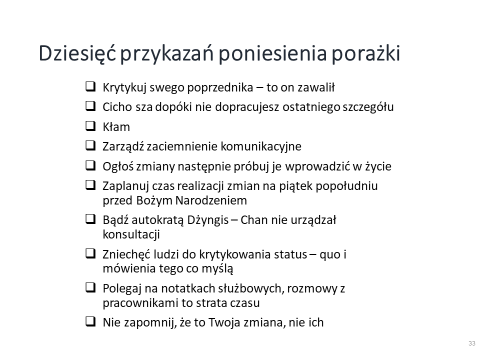 Dziesięć przykazań poniesienia porażki
❑ Krytykuj swego poprzednika – to on zawalił
❑ Cicho sza dopóki nie dopracujesz ostatniego szczegółu
❑ Kłam
❑ Zarządź zaciemnienie komunikacyjne
❑ Ogłoś zmiany następnie próbuj je wprowadzić w życie
❑ Zaplanuj czas realizacji zmian na piątek popołudniu
przed Bożym Narodzeniem
❑ Bądź autokratą Dżyngis – Chan nie urządzał
konsultacji
❑ Zniechęć ludzi do krytykowania status – quo i
mówienia tego co myślą
❑ Polegaj na notatkach służbowych, rozmowy z
pracownikami to strata czasu
❑ Nie zapomnij, że to Twoja zmiana, nie ich
33